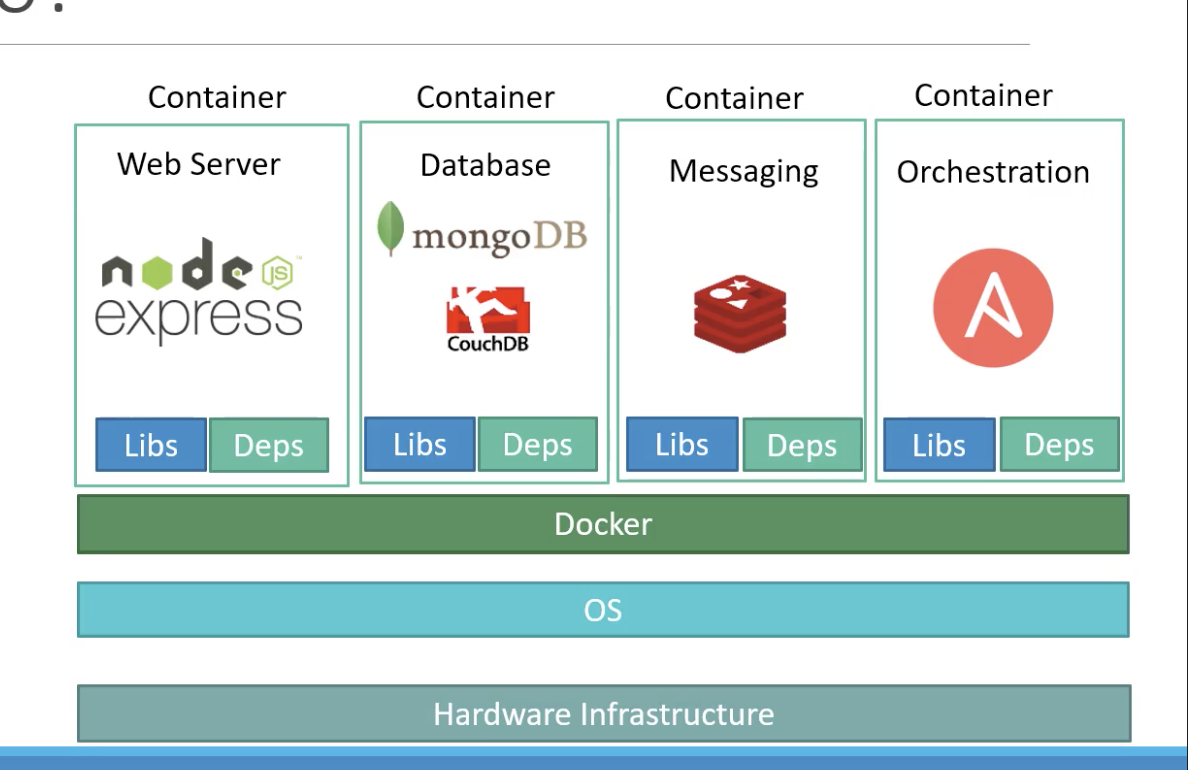 Container
Container
Container
Container
Web Server
Database
Messaging
Orchestration
mongoDB
node JS ™
express
CouchDB
Libs
Deps
Libs
Deps
Libs
Deps
Libs
Deps
Docker
OS
Hardware Infrastructure